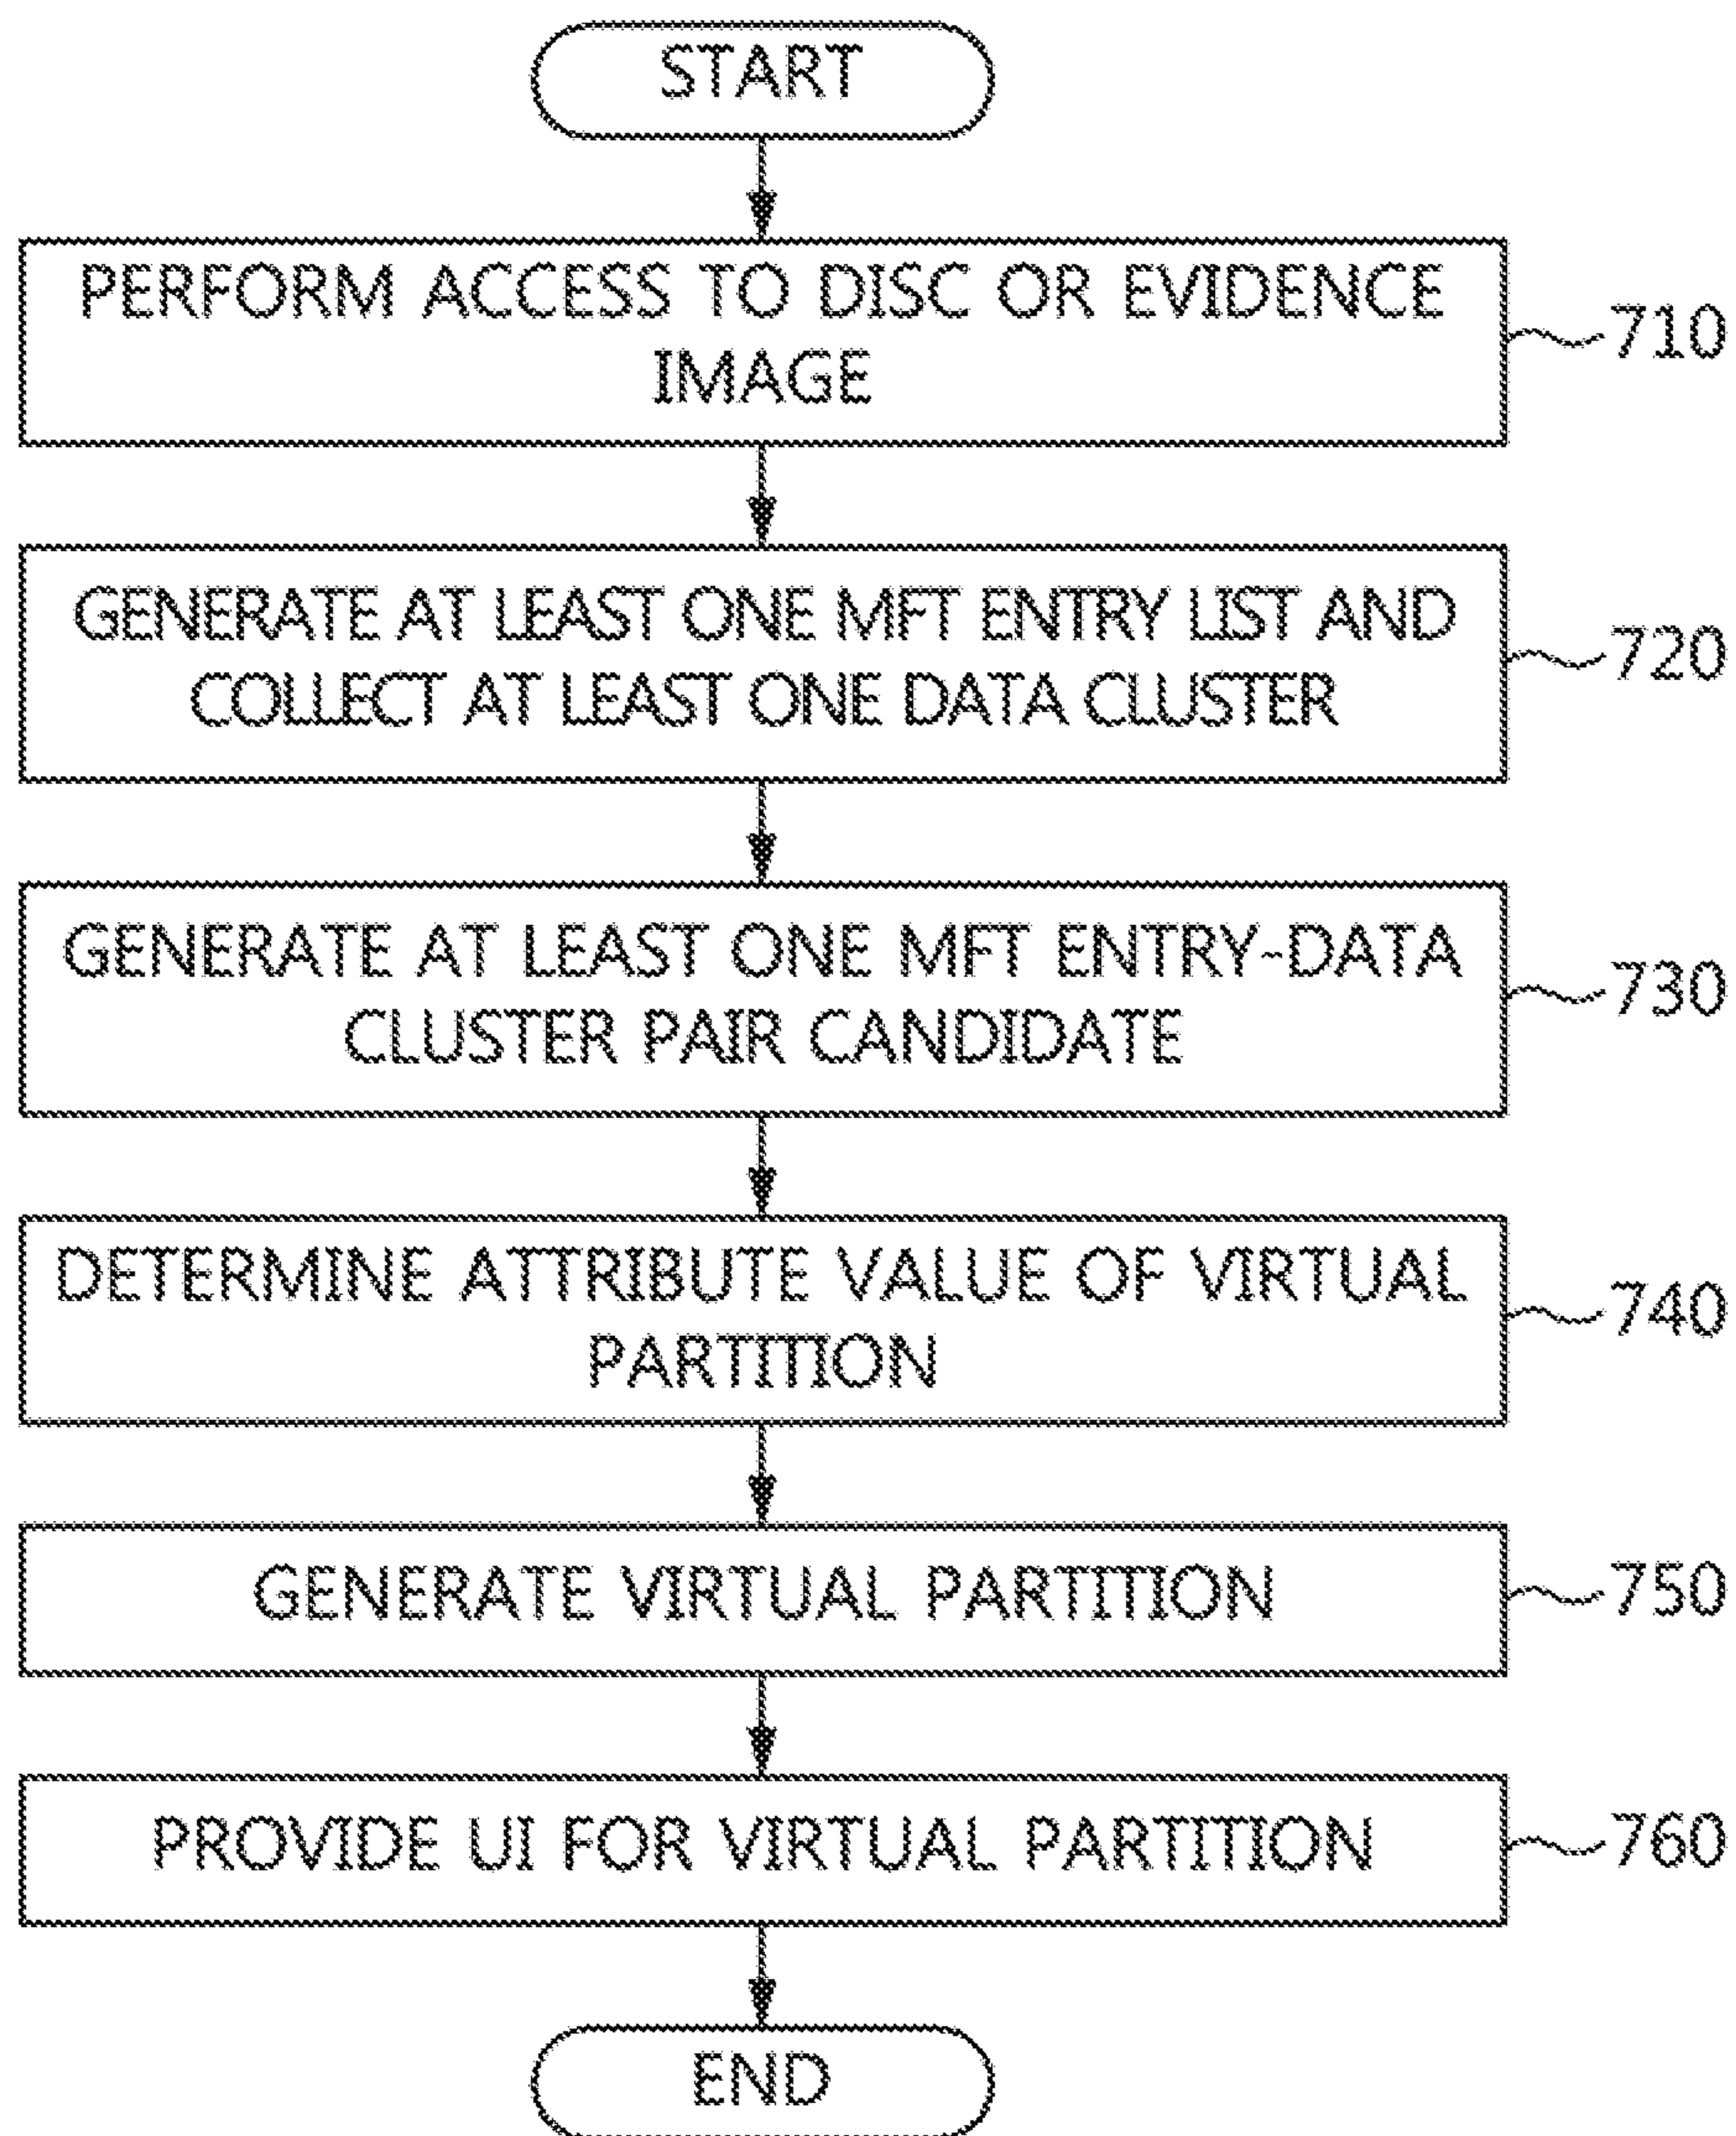 START
PERFORM ACCESS TO DISC OR EVIDENCE
IMAGE
710
GENERATE AT LEAST ONE MFT ENTRY LIST AND
COLLECT AT LEAST ONE DATA CLUSTER
720
GENERATE AT LEAST ONE MFT ENTRY-DATA
CLUSTER PAIR CANDIDATE
730
DETERMINE ATTRIBUTE VALUE OF VIRTUAL
PARTITION
740
GENERATE VIRTUAL PARTITION
750
PROVIDE UI FOR VIRTUAL PARTITION
760
END